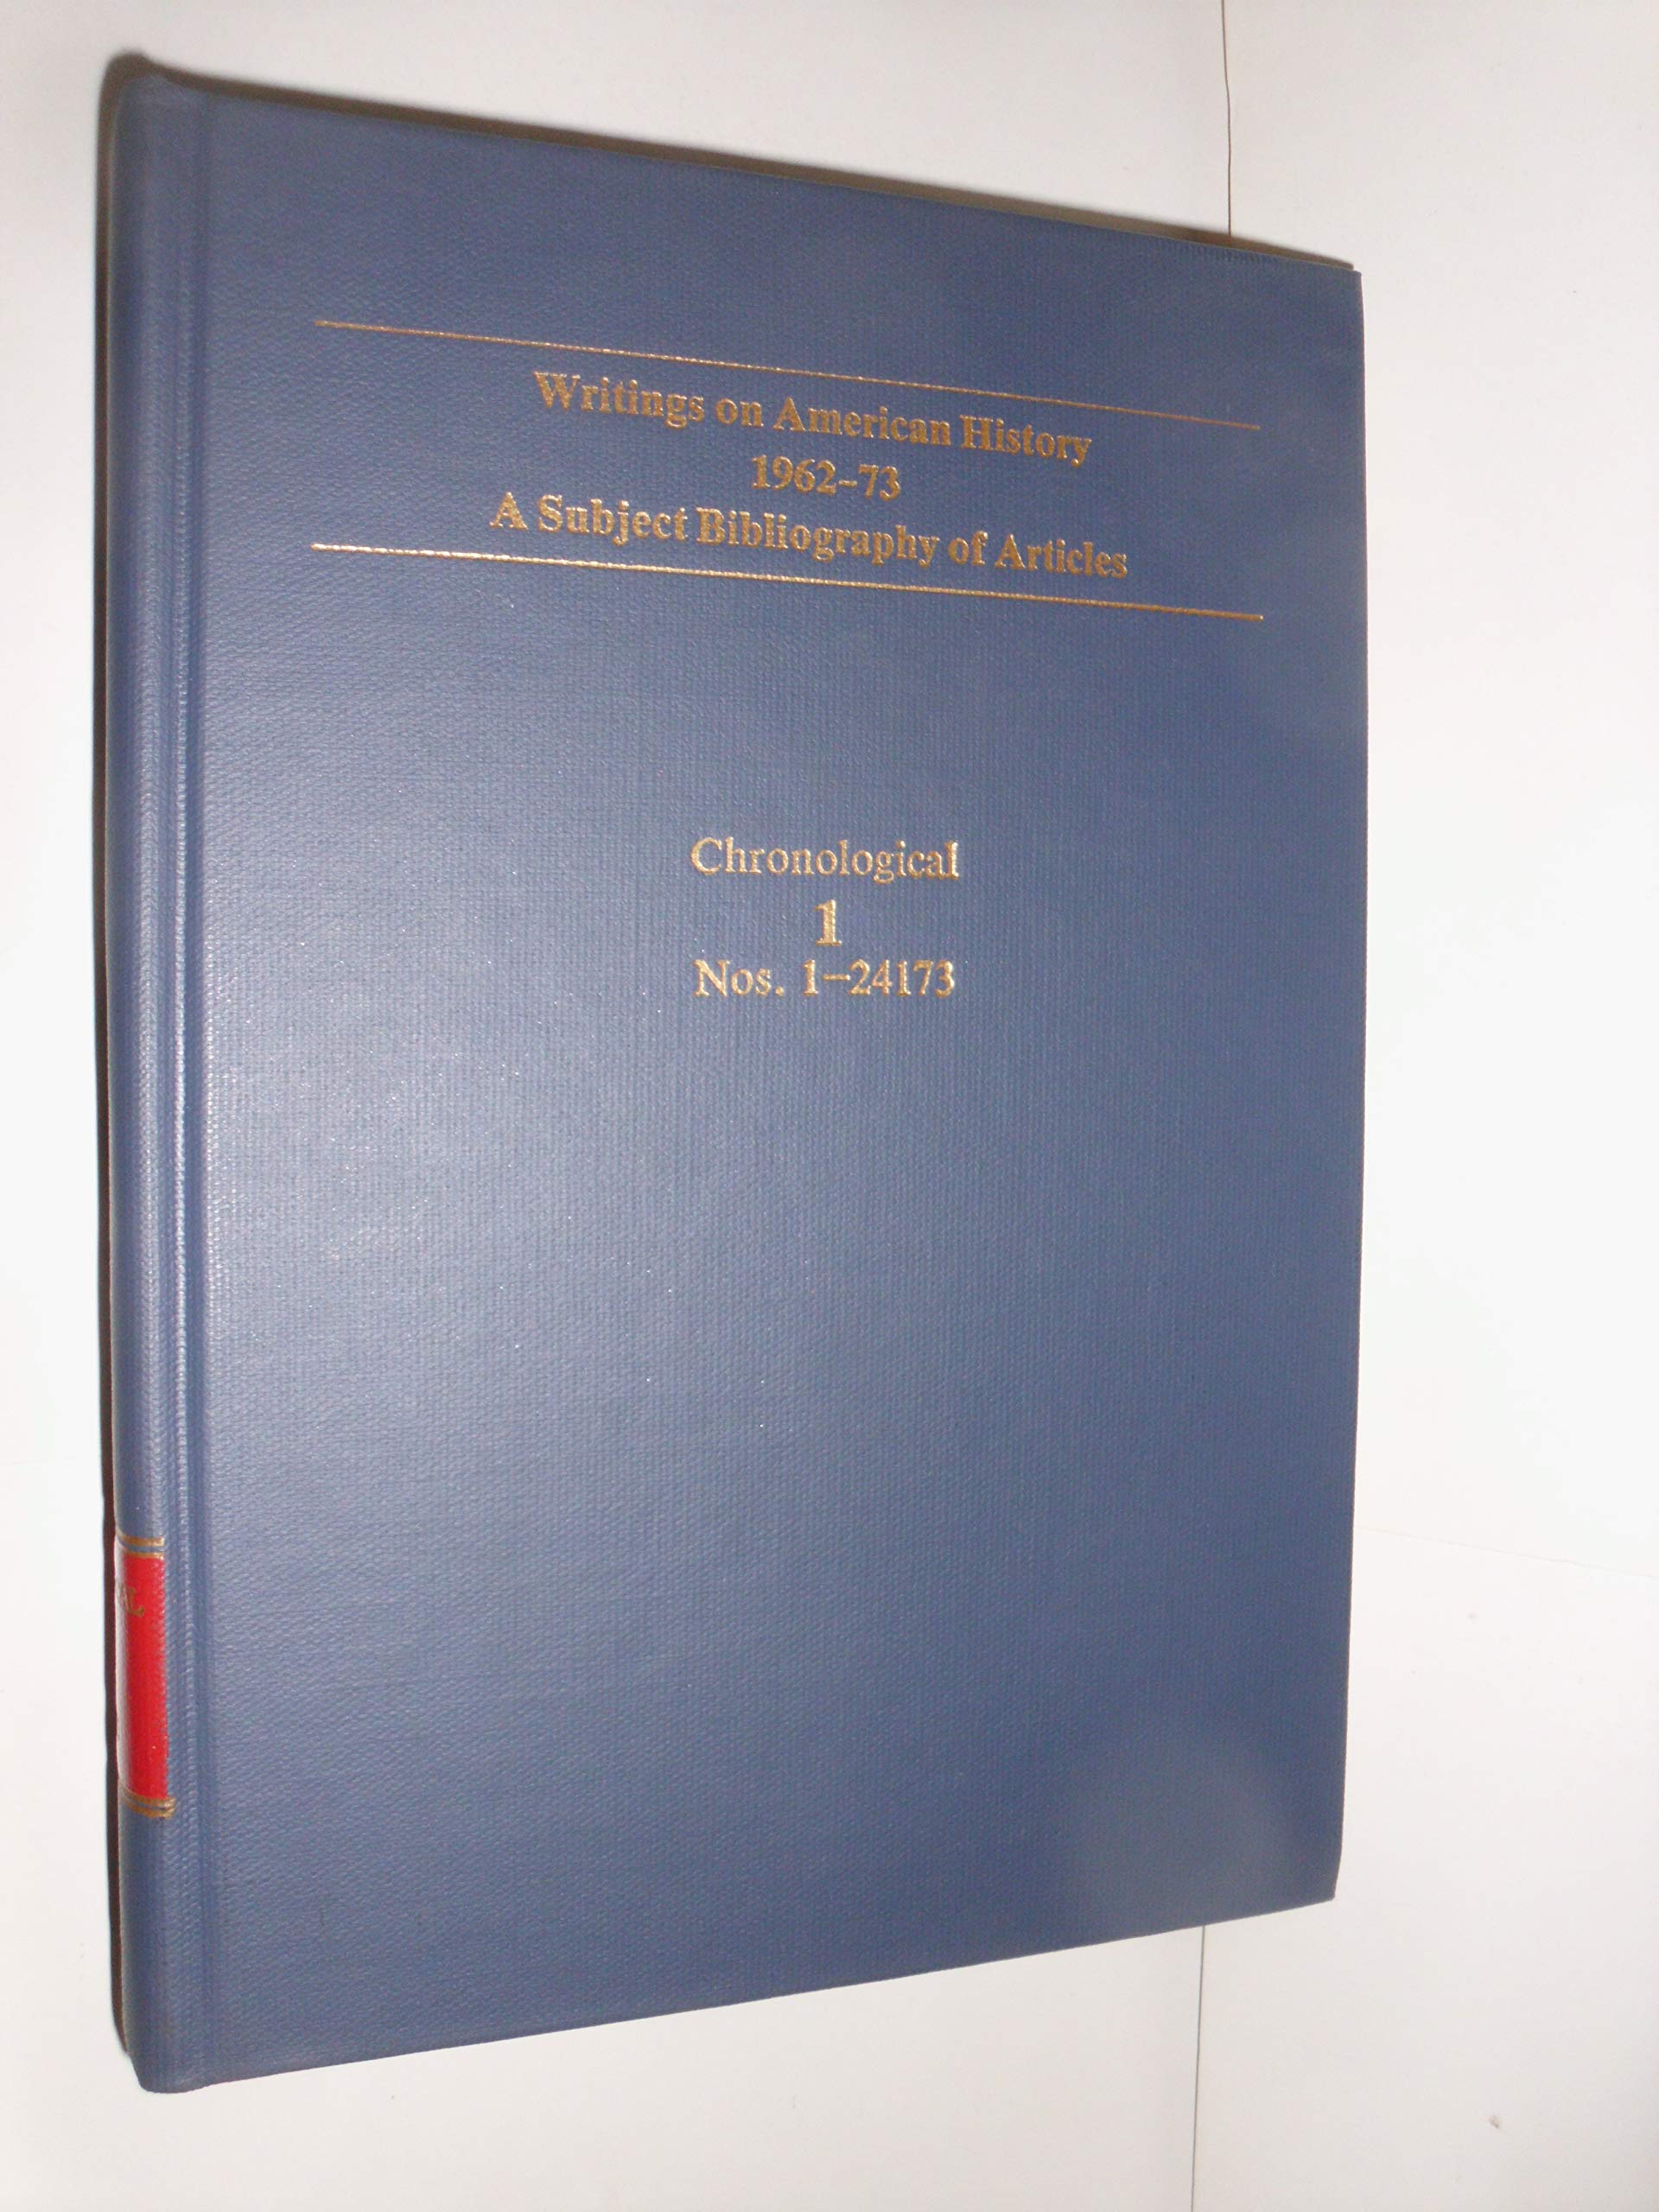 Writings on American History
1962-73
A Subject Bibliography of Articles
Chronological
1
Nos. 1-24173